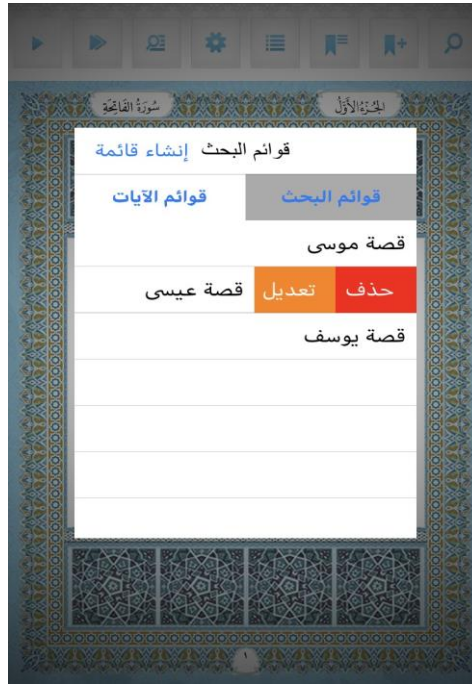 الجُزْءُ الأَوَّلُ سُورَةُ الفَاتِحَةِ
قوائم البحث إنشاء قائمة
قوائم البحث قوائم الآيات
قصة موسى
حذف تعديل قصة عيسى
قصة يوسف
١